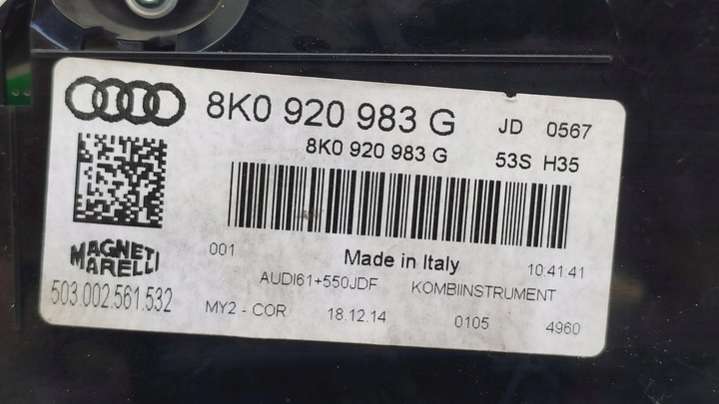 8K0 920 983 G JD 0567
8K0 920 983 G 53S H35
MAGNETI
MARELLI
503.002.561.532
001 Made in Italy 10:41:41
AUDI61+550JDF KOMBIINSTRUMENT
MY2 - COR 18.12.14 0105 4960